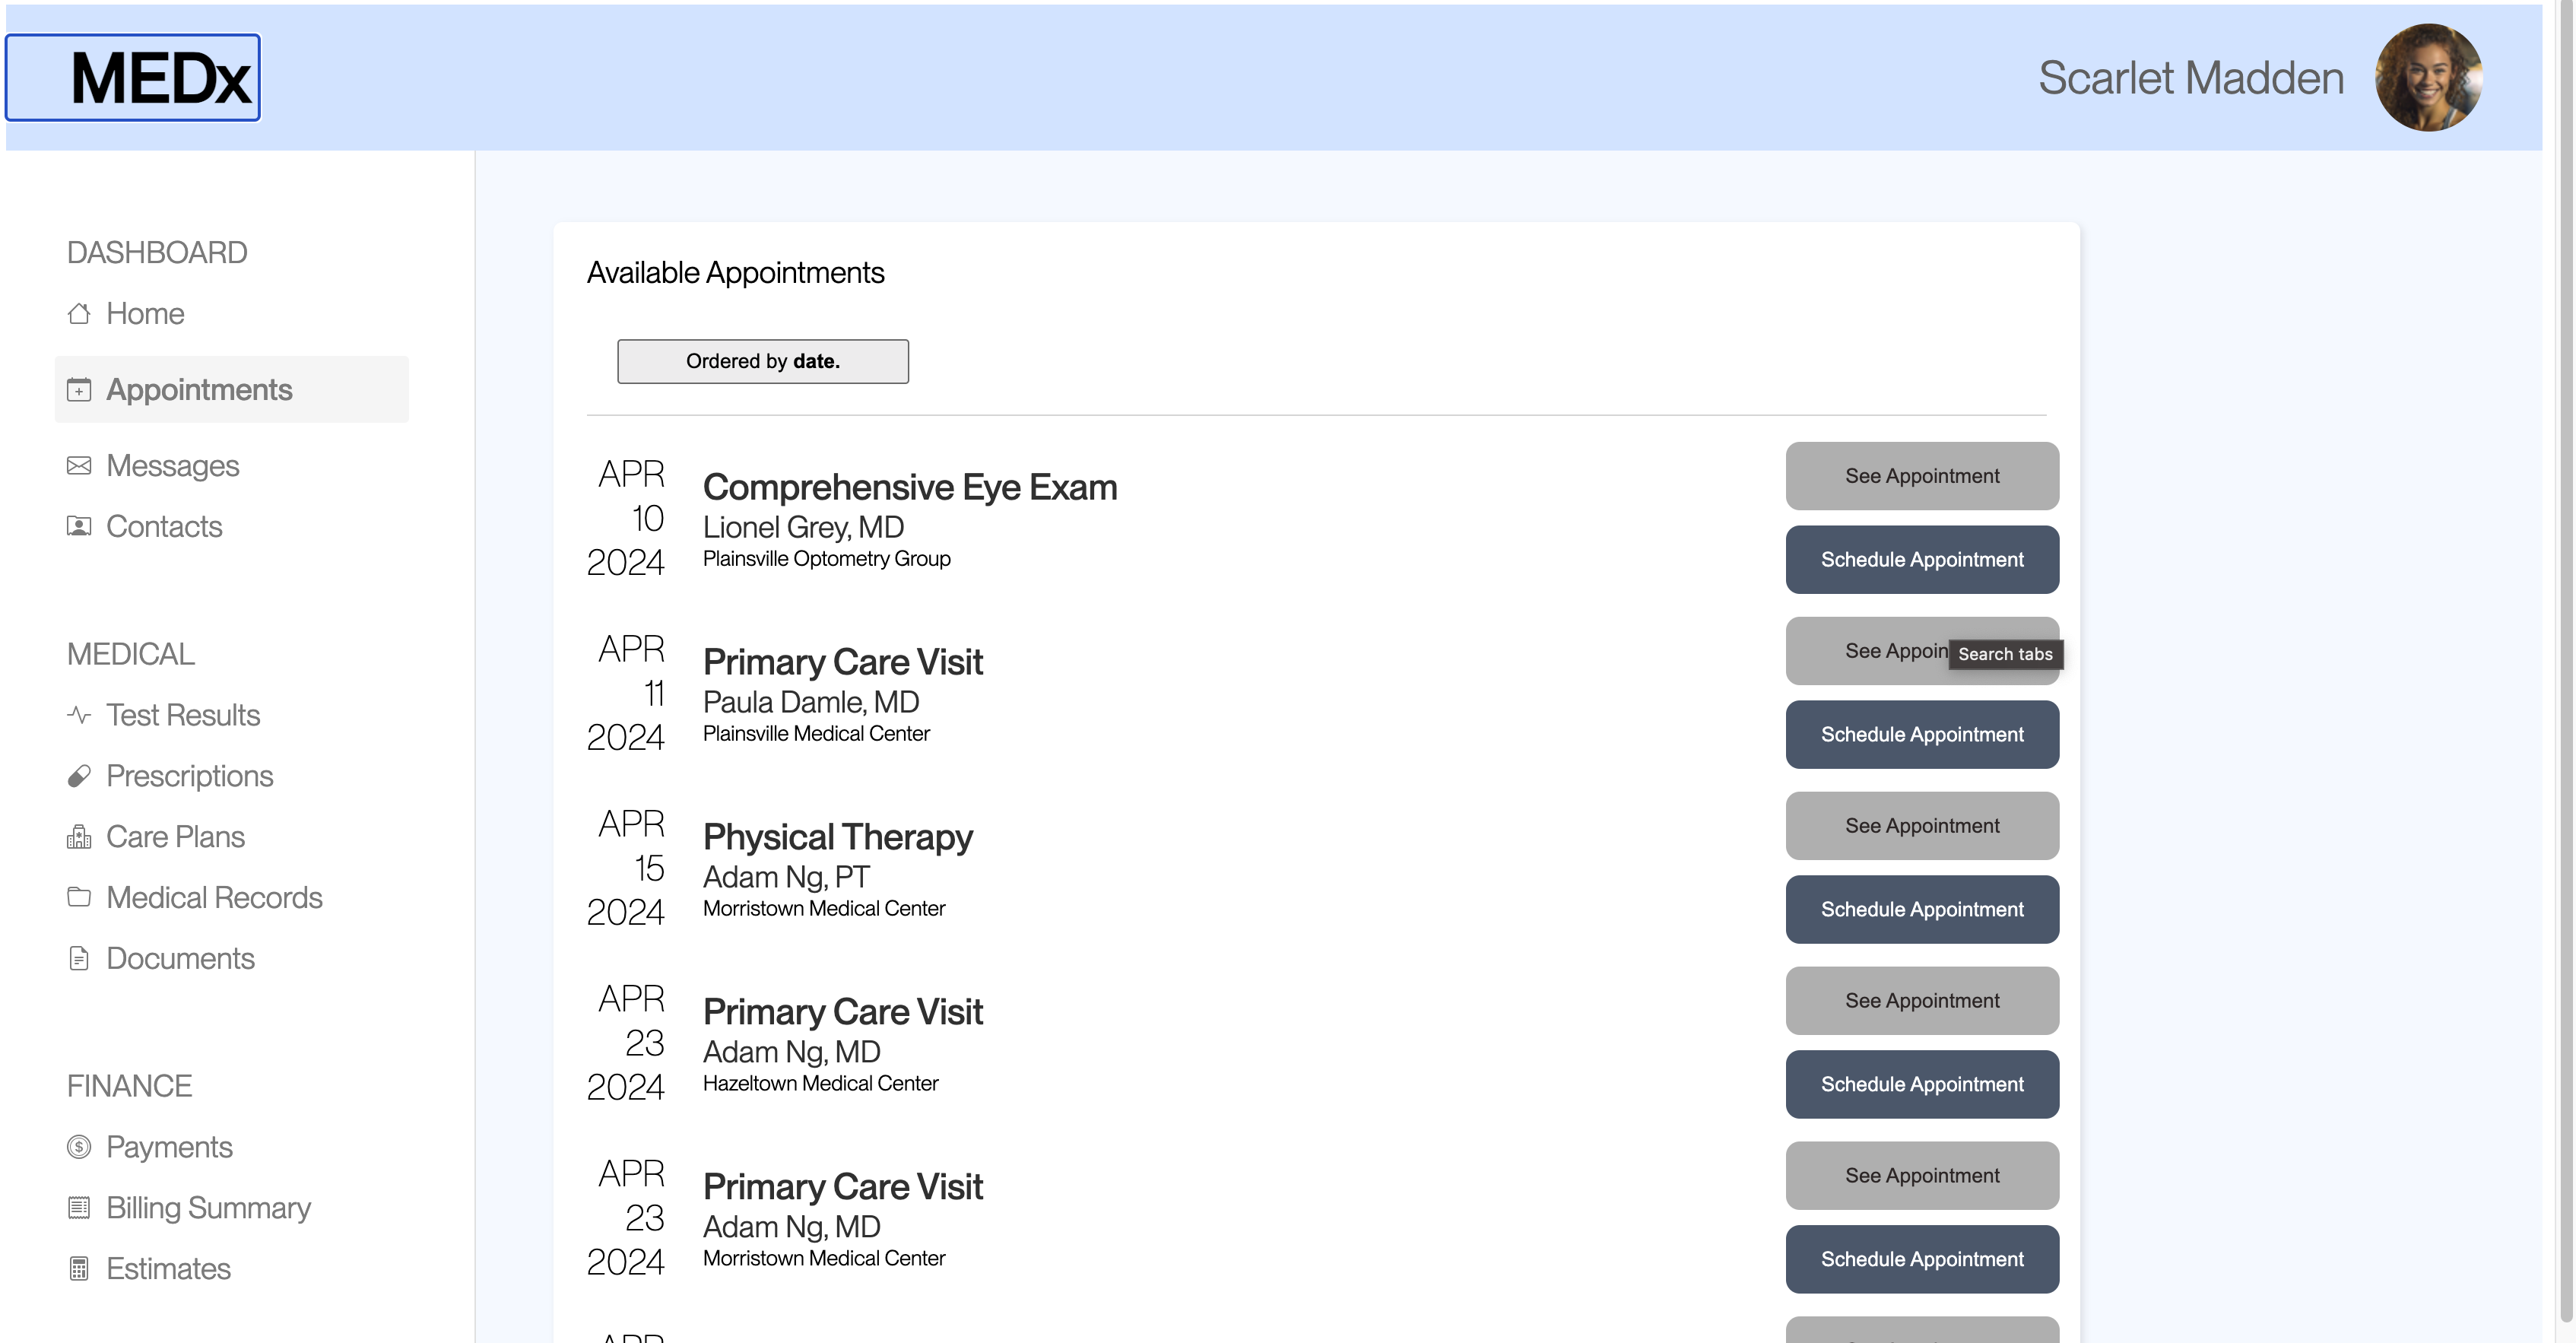 MEDx
Scarlet Madden
DASHBOARD
Home
Appointments
Messages
Contacts
MEDICAL
Test Results
Prescriptions
Care Plans
Medical Records
Documents
FINANCE
Payments
Billing Summary
Estimates
Available Appointments
Ordered by date.
APR
10
2024
Comprehensive Eye Exam
Lionel Grey, MD
Plainsville Optometry Group
See Appointment
Schedule Appointment
APR
11
2024
Primary Care Visit
Paula Damle, MD
Plainsville Medical Center
See Appoin
Search tabs
Schedule Appointment
APR
15
2024
Physical Therapy
Adam Ng, PT
Morristown Medical Center
See Appointment
Schedule Appointment
APR
23
2024
Primary Care Visit
Adam Ng, MD
Hazeltown Medical Center
See Appointment
Schedule Appointment
APR
23
2024
Primary Care Visit
Adam Ng, MD
Morristown Medical Center
See Appointment
Schedule Appointment